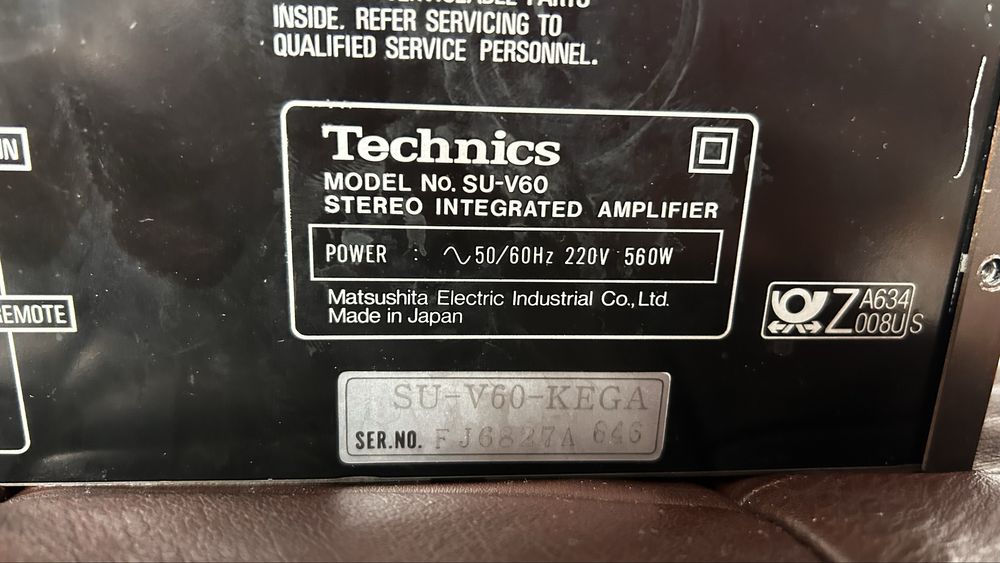 INSIDE. REFER SERVICING TO
QUALIFIED SERVICE PERSONNEL.
Technics
MODEL No. SU-V60
STEREO INTEGRATED AMPLIFIER
POWER : 50/60Hz 220V 560W
Matsushita Electric Industrial Co., Ltd.
Made in Japan
REMOTE
Z A634
008U S
SU-V60-KEGA
SER.NO. FJ6827A 646